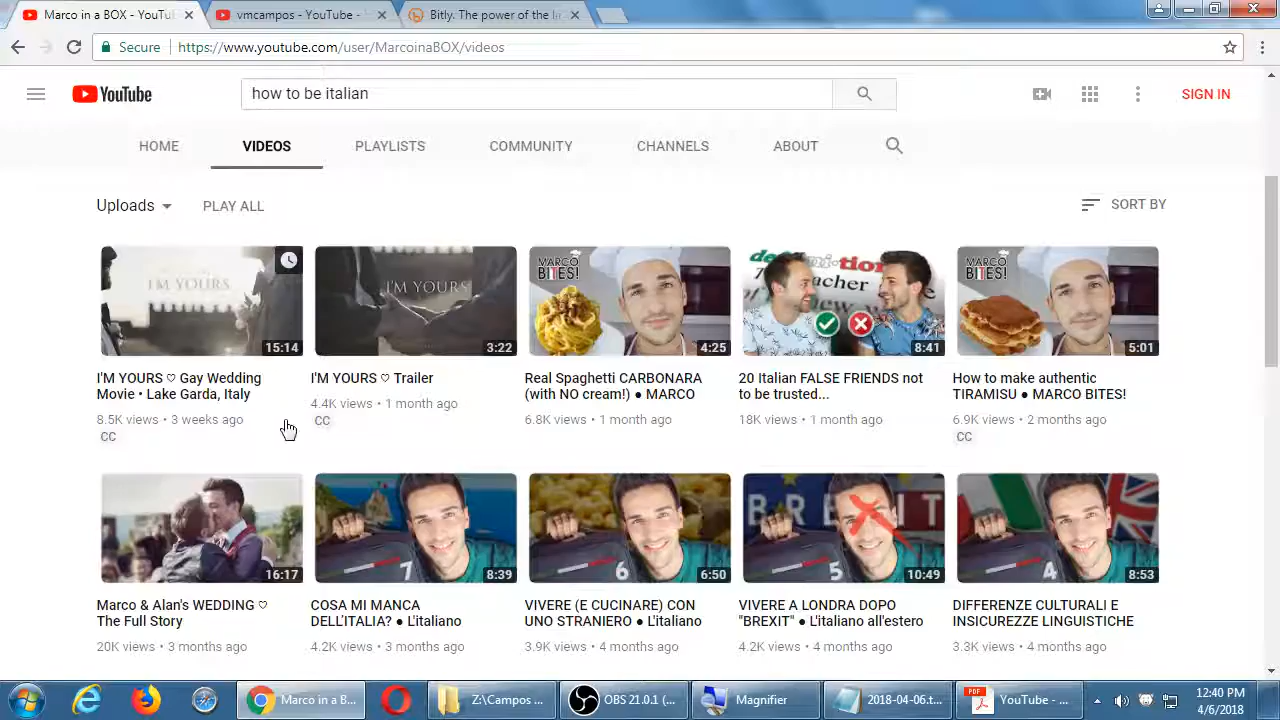 Marco in a BOX - YouTu
vmcampos - YouTube -
Bitly. The power of the lin
Secure
https://www.youtube.com/user/MarcoinaBOX/videos
YouTube
how to be italian
SIGN IN
HOME
VIDEOS
PLAYLISTS
COMMUNITY
CHANNELS
ABOUT
Uploads
PLAY ALL
SORT BY
I'M YOURS
15:14
I'M YOURS
3:22
MARCO
BITES!
4:25
8:41
MARCO
BITES!
5:01
I'M YOURS ♡ Gay Wedding
Movie • Lake Garda, Italy
8.5K views • 3 weeks ago
CC
I'M YOURS ♡ Trailer
4.4K views • 1 month ago
CC
Real Spaghetti CARBONARA
(with NO cream!) ● MARCO
6.8K views • 1 month ago
20 Italian FALSE FRIENDS not
to be trusted...
18K views • 1 month ago
How to make authentic
TIRAMISU ● MARCO BITES!
6.9K views • 2 months ago
CC
16:17
7
8:39
6
6:50
BREXIT
5
10:49
4
8:53
Marco & Alan's WEDDING ♡
The Full Story
20K views • 3 months ago
COSA MI MANCA
DELL'ITALIA? ● L'italiano
4.2K views • 3 months ago
VIVERE (E CUCINARE) CON
UNO STRANIERO ● L'italiano
3.9K views • 4 months ago
VIVERE A LONDRA DOPO
"BREXIT" ● L'italiano all'estero
4.2K views • 4 months ago
DIFFERENZE CULTURALI E
INSICUREZZE LINGUISTICHE
3.3K views • 4 months ago
Marco in a B...
Z:\Campos ...
OBS 21.0.1 (...
Magnifier
2018-04-06.t...
PDF
YouTube - ...
12:40 PM
4/6/2018